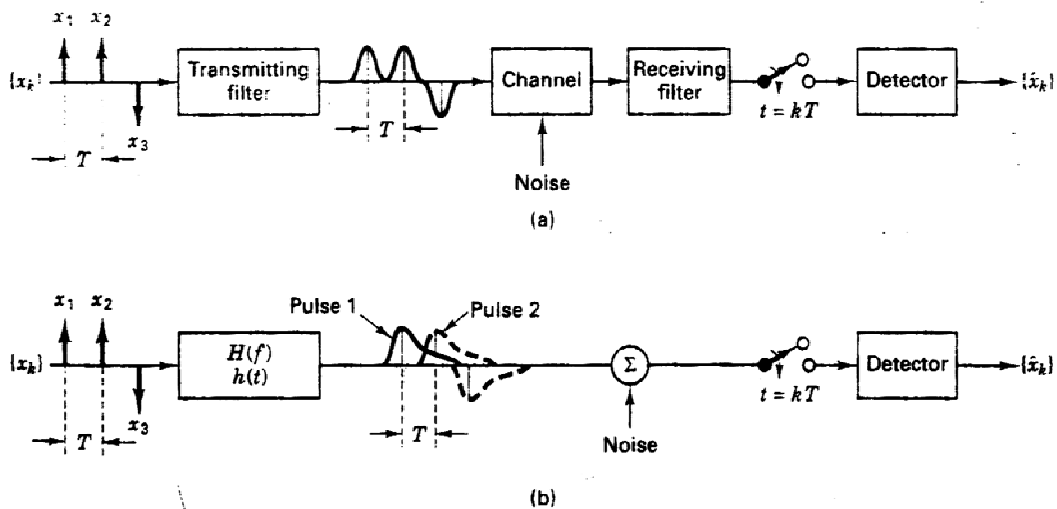 x₁ x₂
{xₖ}
Transmitting
filter
Channel
Receiving
filter
Detector
{x̂ₖ}
T
x₃
T
t = kT
Noise
(a)
x₁ x₂
Pulse 1
Pulse 2
{xₖ}
H(f)
h(t)
Σ
Detector
{x̂ₖ}
x₃
T
T
t = kT
Noise
(b)